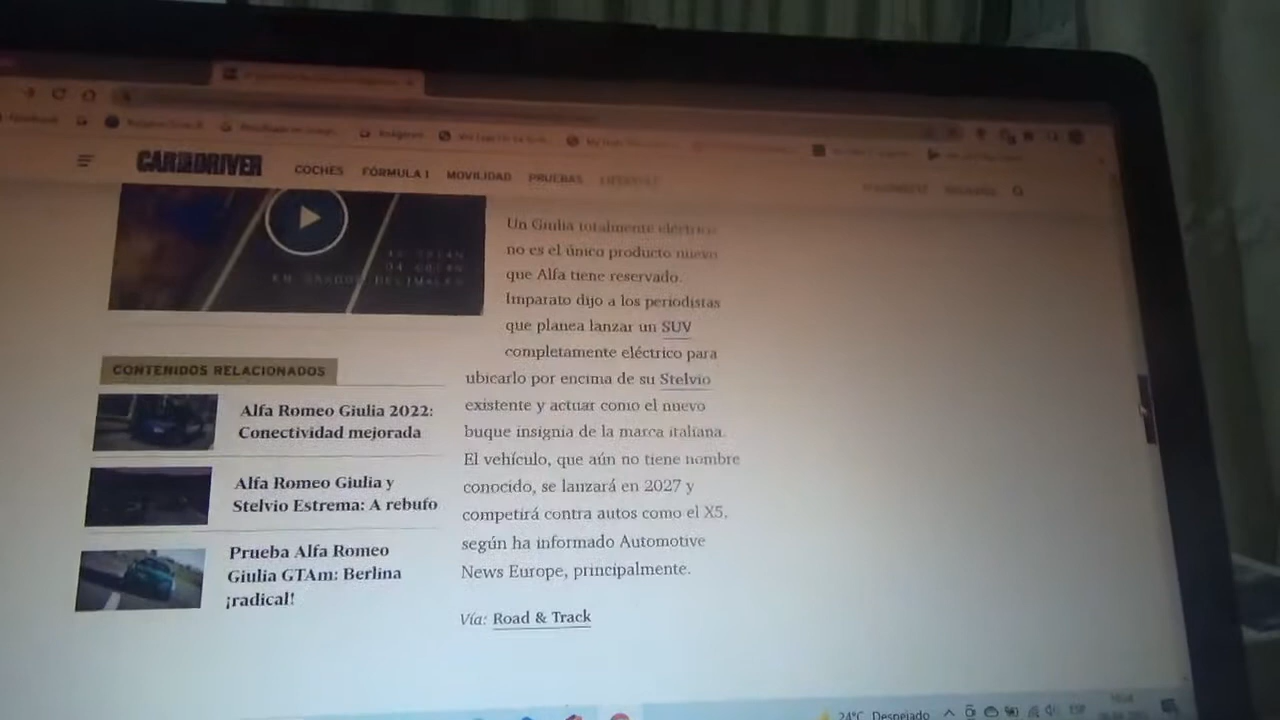 CAR AND DRIVER
COCHES FÓRMULA 1 MOVILIDAD PRUEBAS LIFESTYLE
Un Giulia totalmente eléctrico
no es el único producto nuevo
que Alfa tiene reservado.
Imparato dijo a los periodistas
que planea lanzar un SUV
completamente eléctrico para
ubicarlo por encima de su Stelvio
existente y actuar como el nuevo
buque insignia de la marca italiana.
El vehículo, que aún no tiene nombre
conocido, se lanzará en 2027 y
competirá contra autos como el X5,
según ha informado Automotive
News Europe, principalmente.
Vía: Road & Track
CONTENIDOS RELACIONADOS
Alfa Romeo Giulia 2022:
Conectividad mejorada
Alfa Romeo Giulia y
Stelvio Estrema: A rebufo
Prueba Alfa Romeo
Giulia GTAm: Berlina
¡radical!
24°C Despejado
ESP